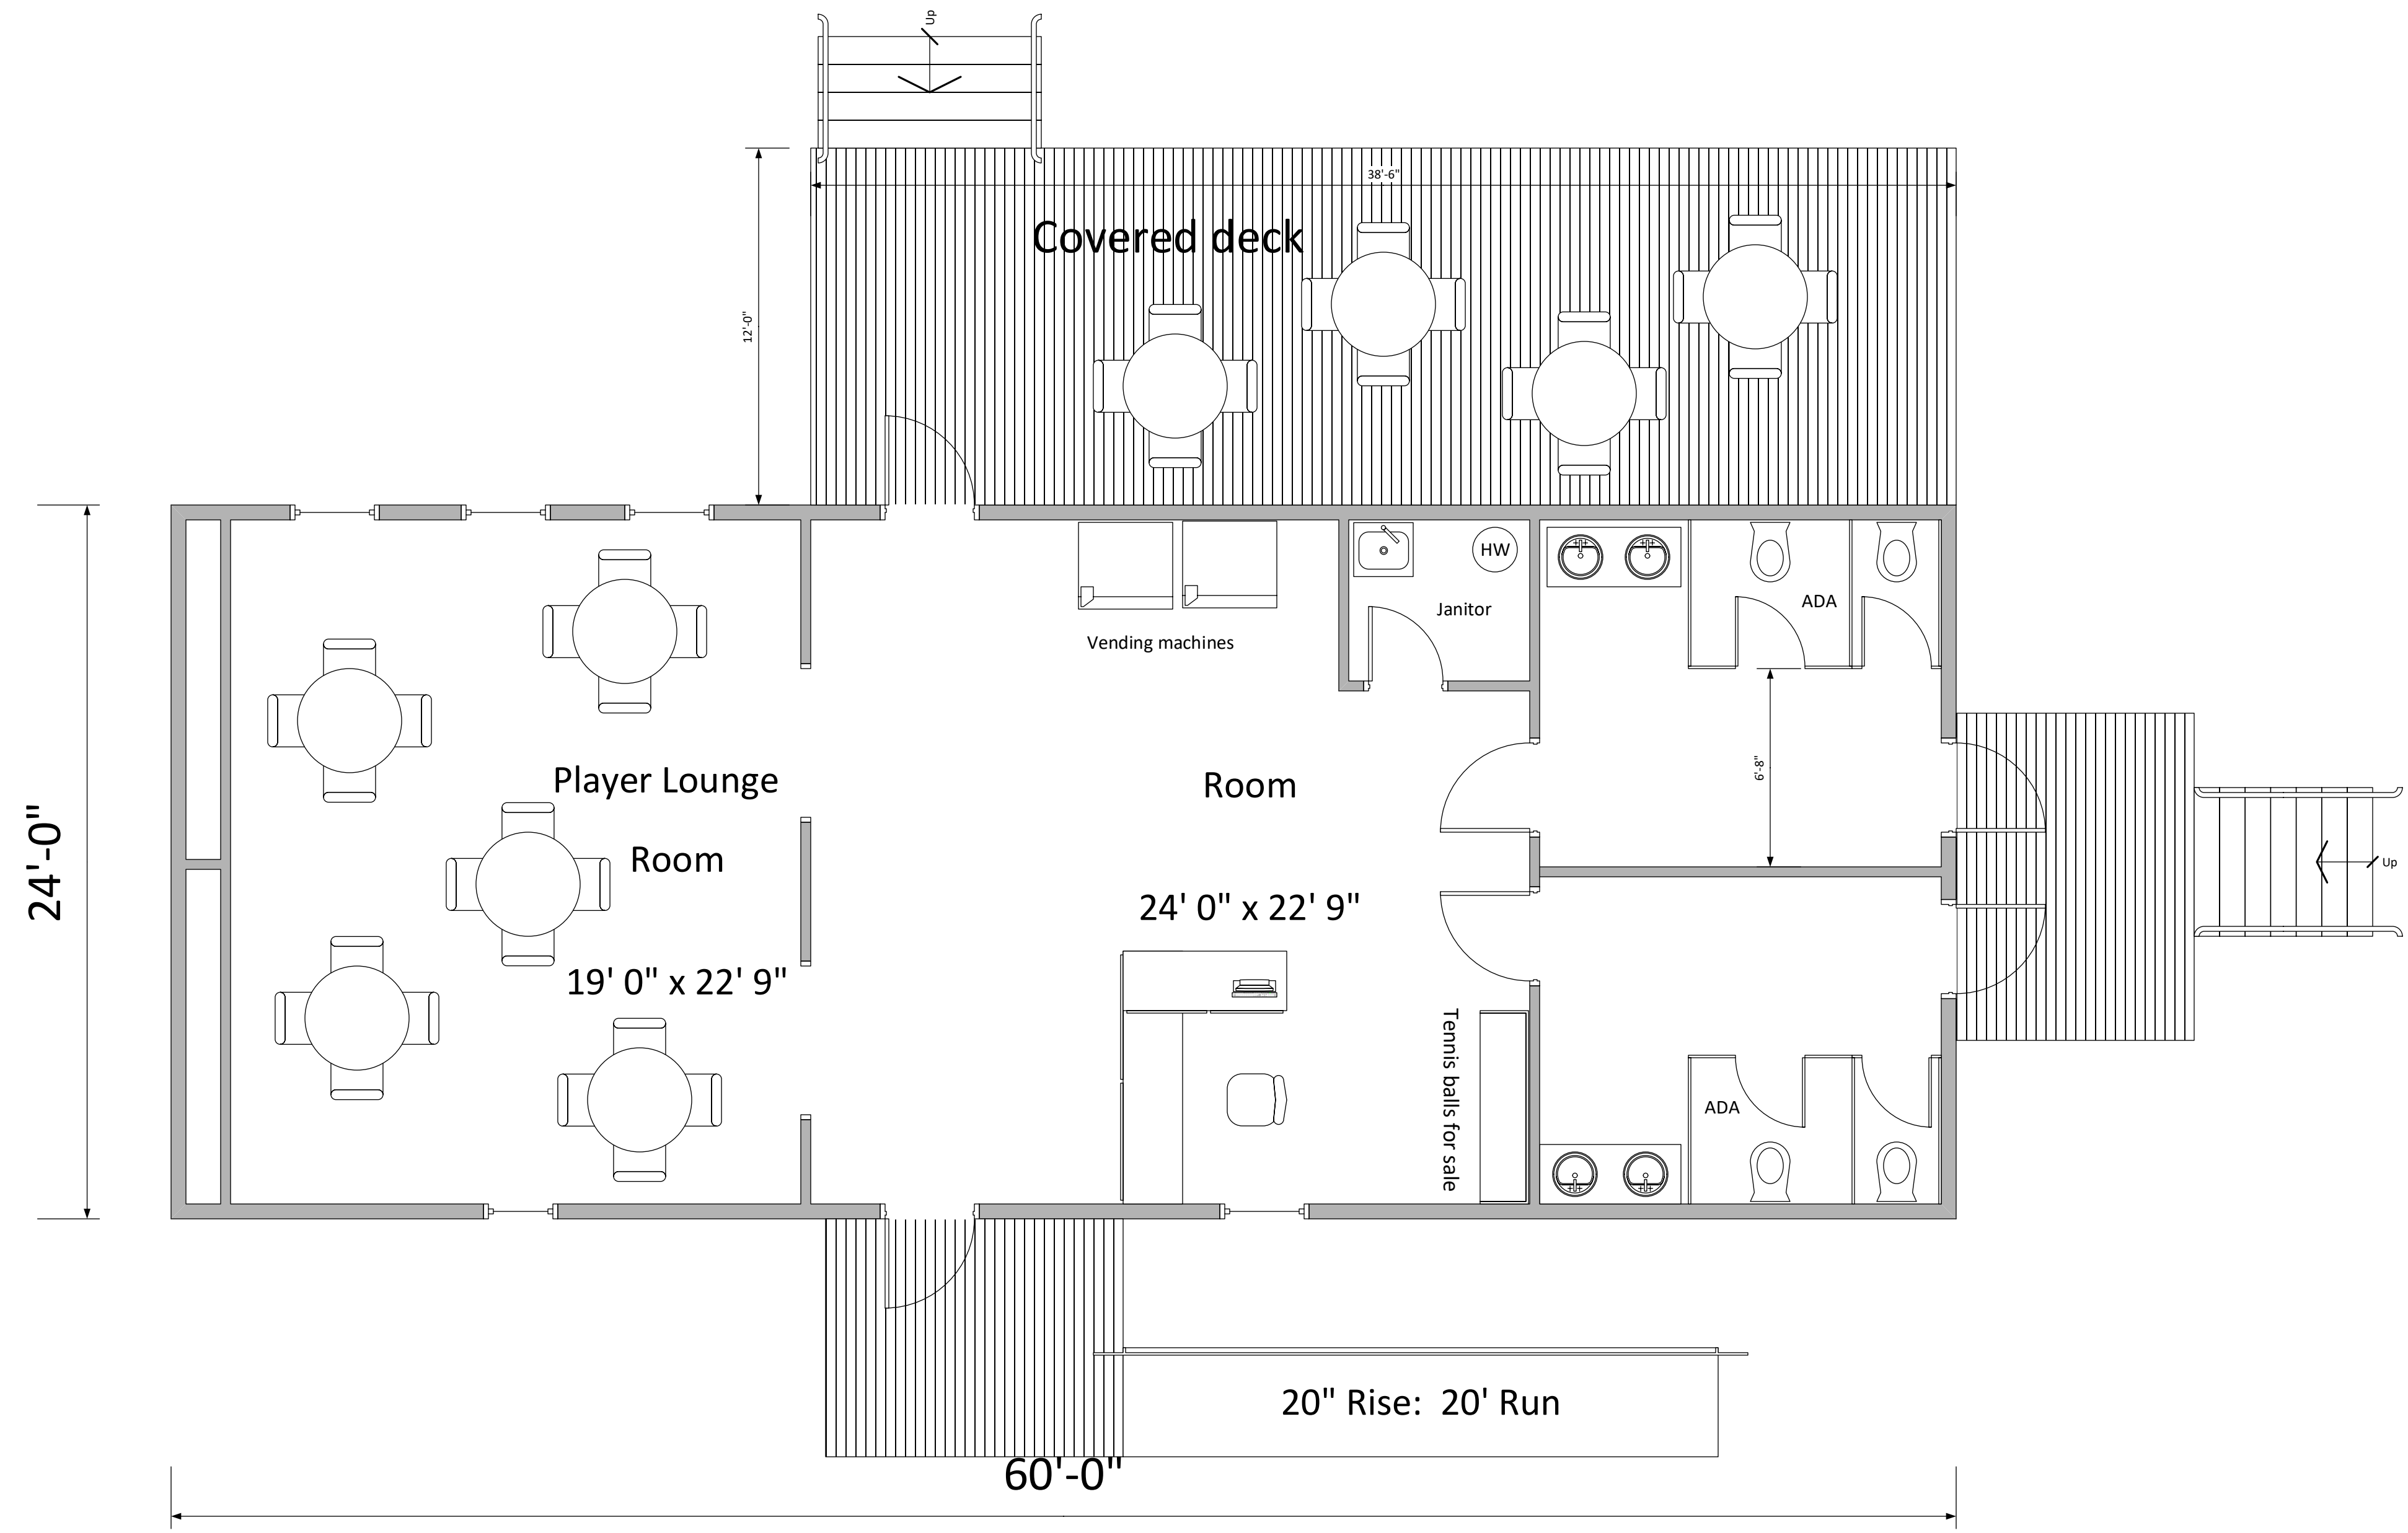 Up
38'-6"
Covered deck
12'-0"
HW
Janitor
ADA
Vending machines
Player Lounge
Room
19' 0" x 22' 9"
Room
24' 0" x 22' 9"
6'-8"
Up
24'-0"
Tennis balls for sale
ADA
20" Rise:  20' Run
60'-0"